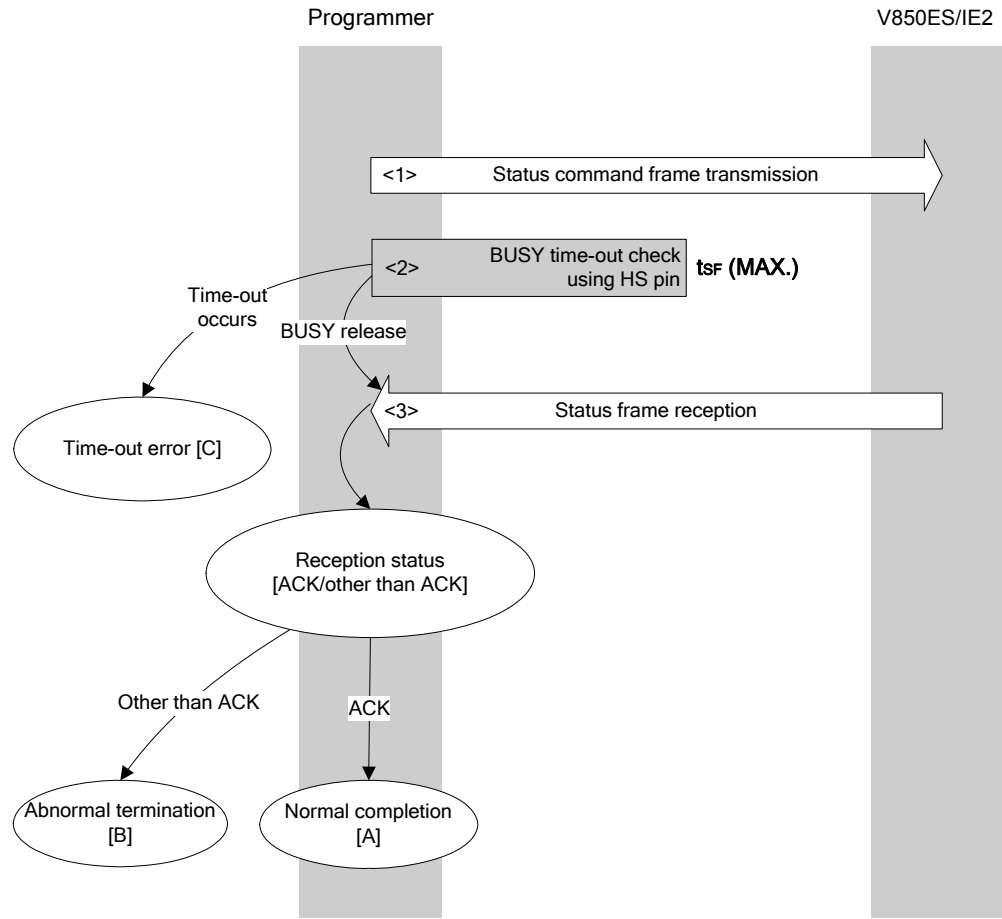 Programmer
V850ES/IE2
<1>
Status command frame transmission
<2>
BUSY time-out check
using HS pin
tSF (MAX.)
Time-out
occurs
BUSY release
<3>
Status frame reception
Time-out error [C]
Reception status
[ACK/other than ACK]
Other than ACK
ACK
Abnormal termination
[B]
Normal completion
[A]